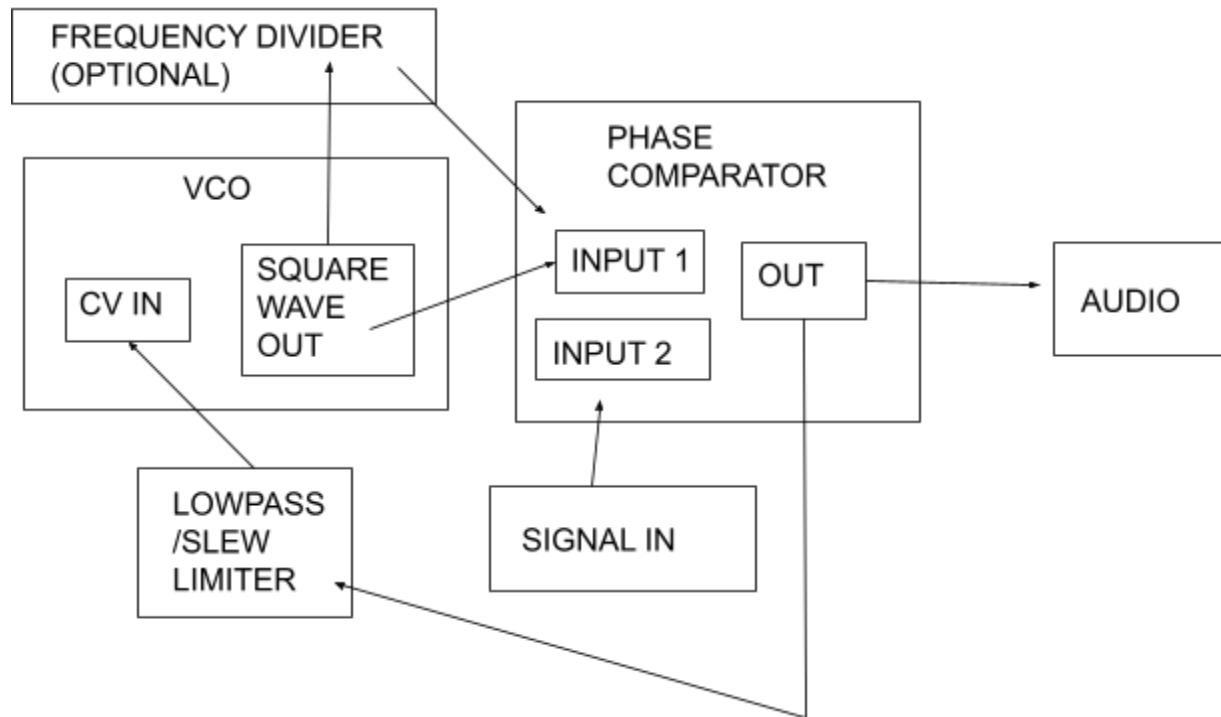 FREQUENCY DIVIDER
(OPTIONAL)
PHASE
COMPARATOR
VCO
SQUARE
WAVE
OUT
CV IN
INPUT 1
OUT
INPUT 2
AUDIO
LOWPASS
/SLEW
LIMITER
SIGNAL IN